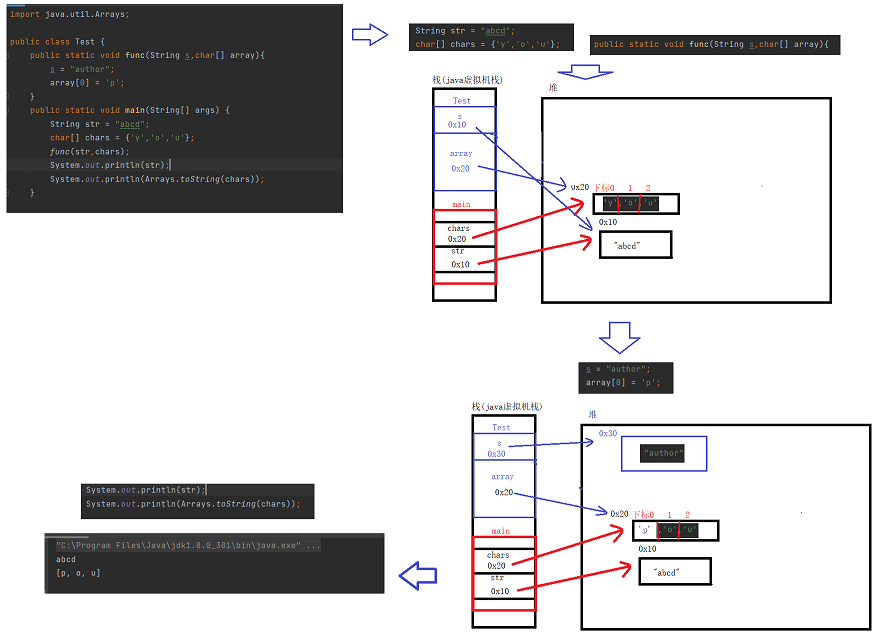 import java.util.Arrays;
public class Test {
public static void func(String s,char[] array){
s = "author";
array[0] = 'p';
}
public static void main(String[] args) {
String str = "abcd";
char[] chars = {'y','o','u'};
func(str,chars);
System.out.println(str);
System.out.println(Arrays.toString(chars));
}
String str = "abcd";
char[] chars = {'y','o','u'};
public static void func(String s,char[] array){
栈(java虚拟机栈)
堆
Test
s
0x10
array
0x20
main
chars
0x20
str
0x10
0x20 下标0 1 2
'y','o','u'
0x10
"abcd"
s = "author";
array[0] = 'p';
栈(java虚拟机栈)
堆
Test
s
0x30
array
0x20
main
chars
0x20
str
0x10
0x30
"author"
0x20 下标0 1 2
'p' ,'o','u'
0x10
"abcd"
System.out.println(str);
System.out.println(Arrays.toString(chars));
"C:\Program Files\Java\jdk1.8.0_301\bin\java.exe" ...
abcd
[p, o, u]